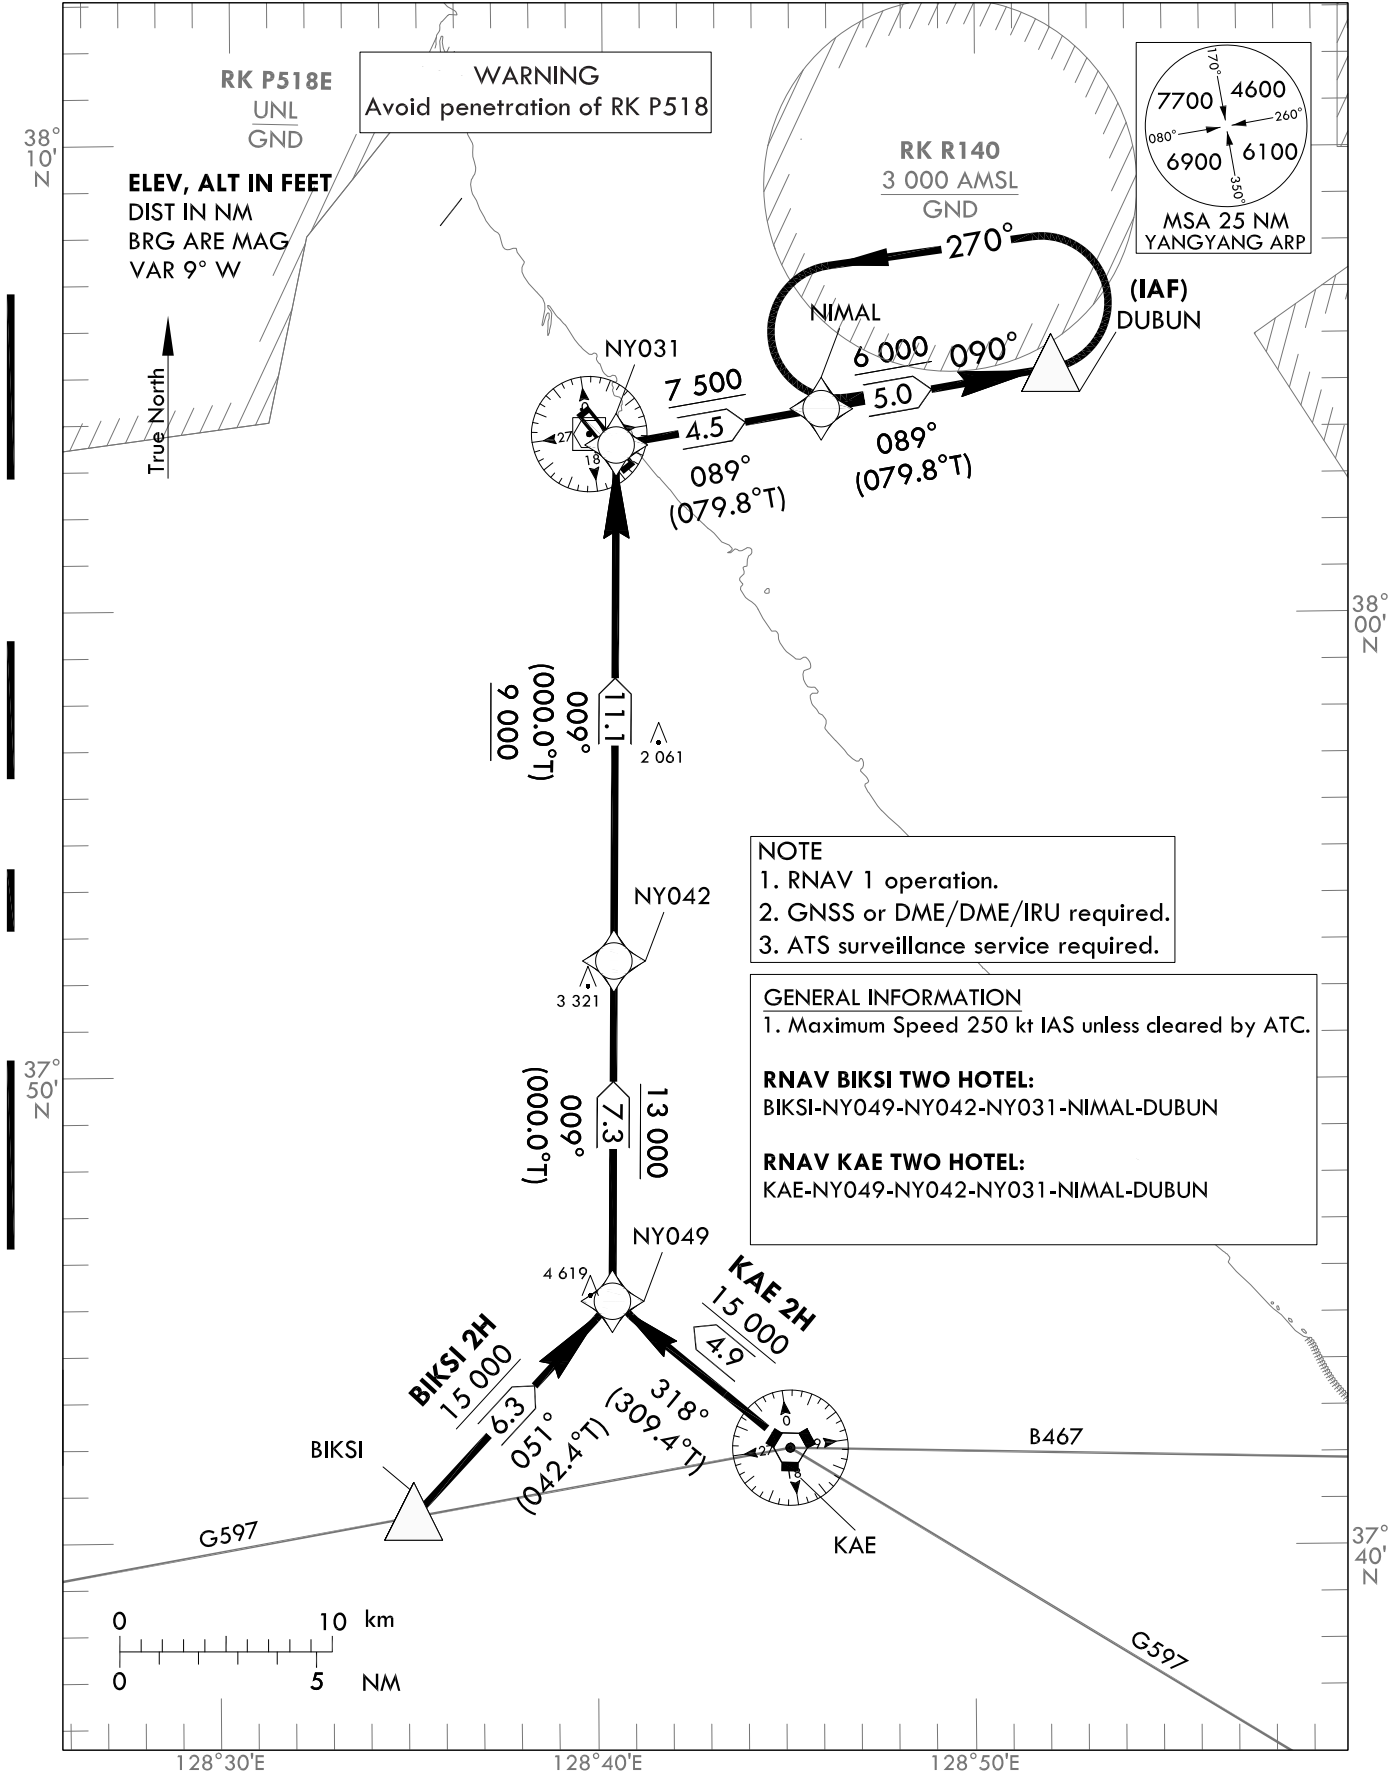 WARNING
Avoid penetration of RK P518
RK P518E
UNL
GND
38°
10'
N
ELEV, ALT IN FEET
DIST IN NM
BRG ARE MAG
VAR 9° W
True North
RK R140
3 000 AMSL
GND
170°
7700
4600
260°
080°
6900
6100
350°
MSA 25 NM
YANGYANG ARP
270°
(IAF)
DUBUN
NIMAL
NY031
6 000
090°
7 500
5.0
4.5
089°
(079.8°T)
089°
(079.8°T)
0
27
18
38°
00'
N
11.1
009°
(000.0°T)
9 000
2 061
NY042
3 321
NOTE
1. RNAV 1 operation.
2. GNSS or DME/DME/IRU required.
3. ATS surveillance service required.
GENERAL INFORMATION
1. Maximum Speed 250 kt IAS unless cleared by ATC.
RNAV BIKSI TWO HOTEL:
BIKSI-NY049-NY042-NY031-NIMAL-DUBUN
RNAV KAE TWO HOTEL:
KAE-NY049-NY042-NY031-NIMAL-DUBUN
37°
50'
N
13 000
7.3
009°
(000.0°T)
NY049
4 619
BIKSI 2H
15 000
6.3
051°
(042.4°T)
KAE 2H
15 000
4.9
318°
(309.4°T)
BIKSI
0
9
18
27
KAE
B467
G597
G597
37°
40'
N
0 10 km
0 5 NM
128°30'E
128°40'E
128°50'E